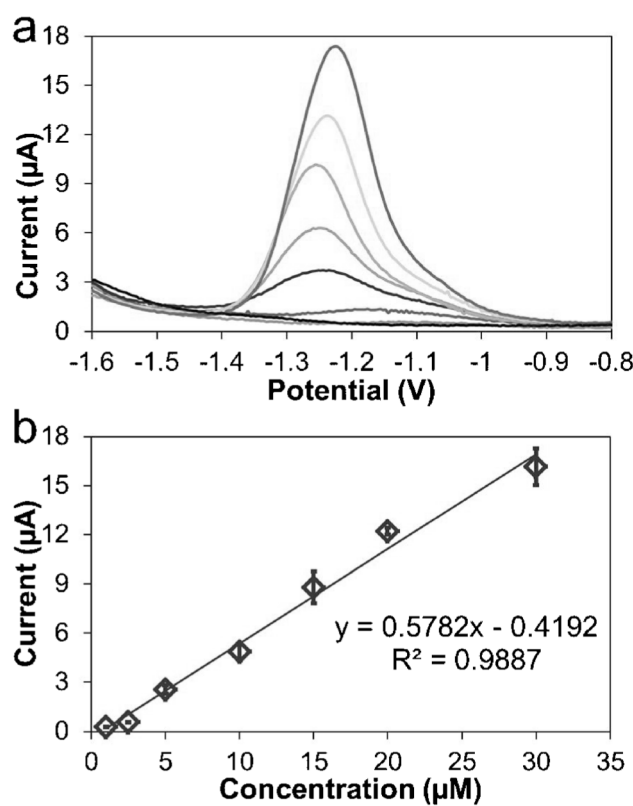 a
18
15
12
9
6
3
0
Current (µA)
-1.6 -1.5 -1.4 -1.3 -1.2 -1.1 -1 -0.9 -0.8
Potential (V)
b
18
15
12
9
6
3
0
Current (µA)
y = 0.5782x - 0.4192
R² = 0.9887
0 5 10 15 20 25 30 35
Concentration (µM)